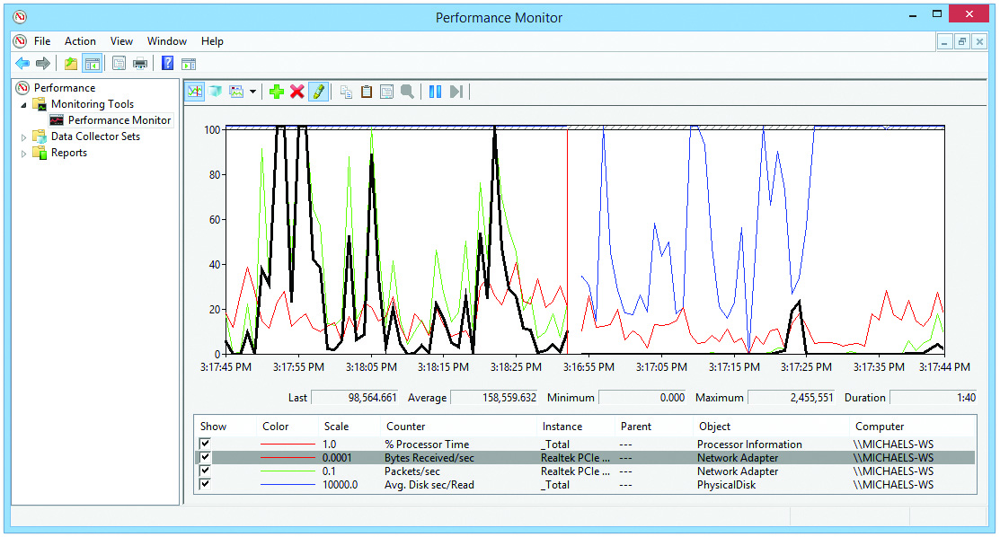 Performance Monitor
File Action View Window Help
Performance
Monitoring Tools
Performance Monitor
Data Collector Sets
Reports
100
80
60
40
20
0
3:17:45 PM 3:17:55 PM 3:18:05 PM 3:18:15 PM 3:18:25 PM 3:16:55 PM 3:17:05 PM 3:17:15 PM 3:17:25 PM 3:17:35 PM 3:17:44 PM
Last 98,564.661 Average 158,559.632 Minimum 0.000 Maximum 2,455,551 Duration 1:40
Show Color Scale Counter Instance Parent Object Computer
1.0 % Processor Time _Total --- Processor Information \\MICHAELS-WS
0.0001 Bytes Received/sec Realtek PCIe ... --- Network Adapter \\MICHAELS-WS
0.1 Packets/sec Realtek PCIe ... --- Network Adapter \\MICHAELS-WS
10000.0 Avg. Disk sec/Read _Total --- PhysicalDisk \\MICHAELS-WS